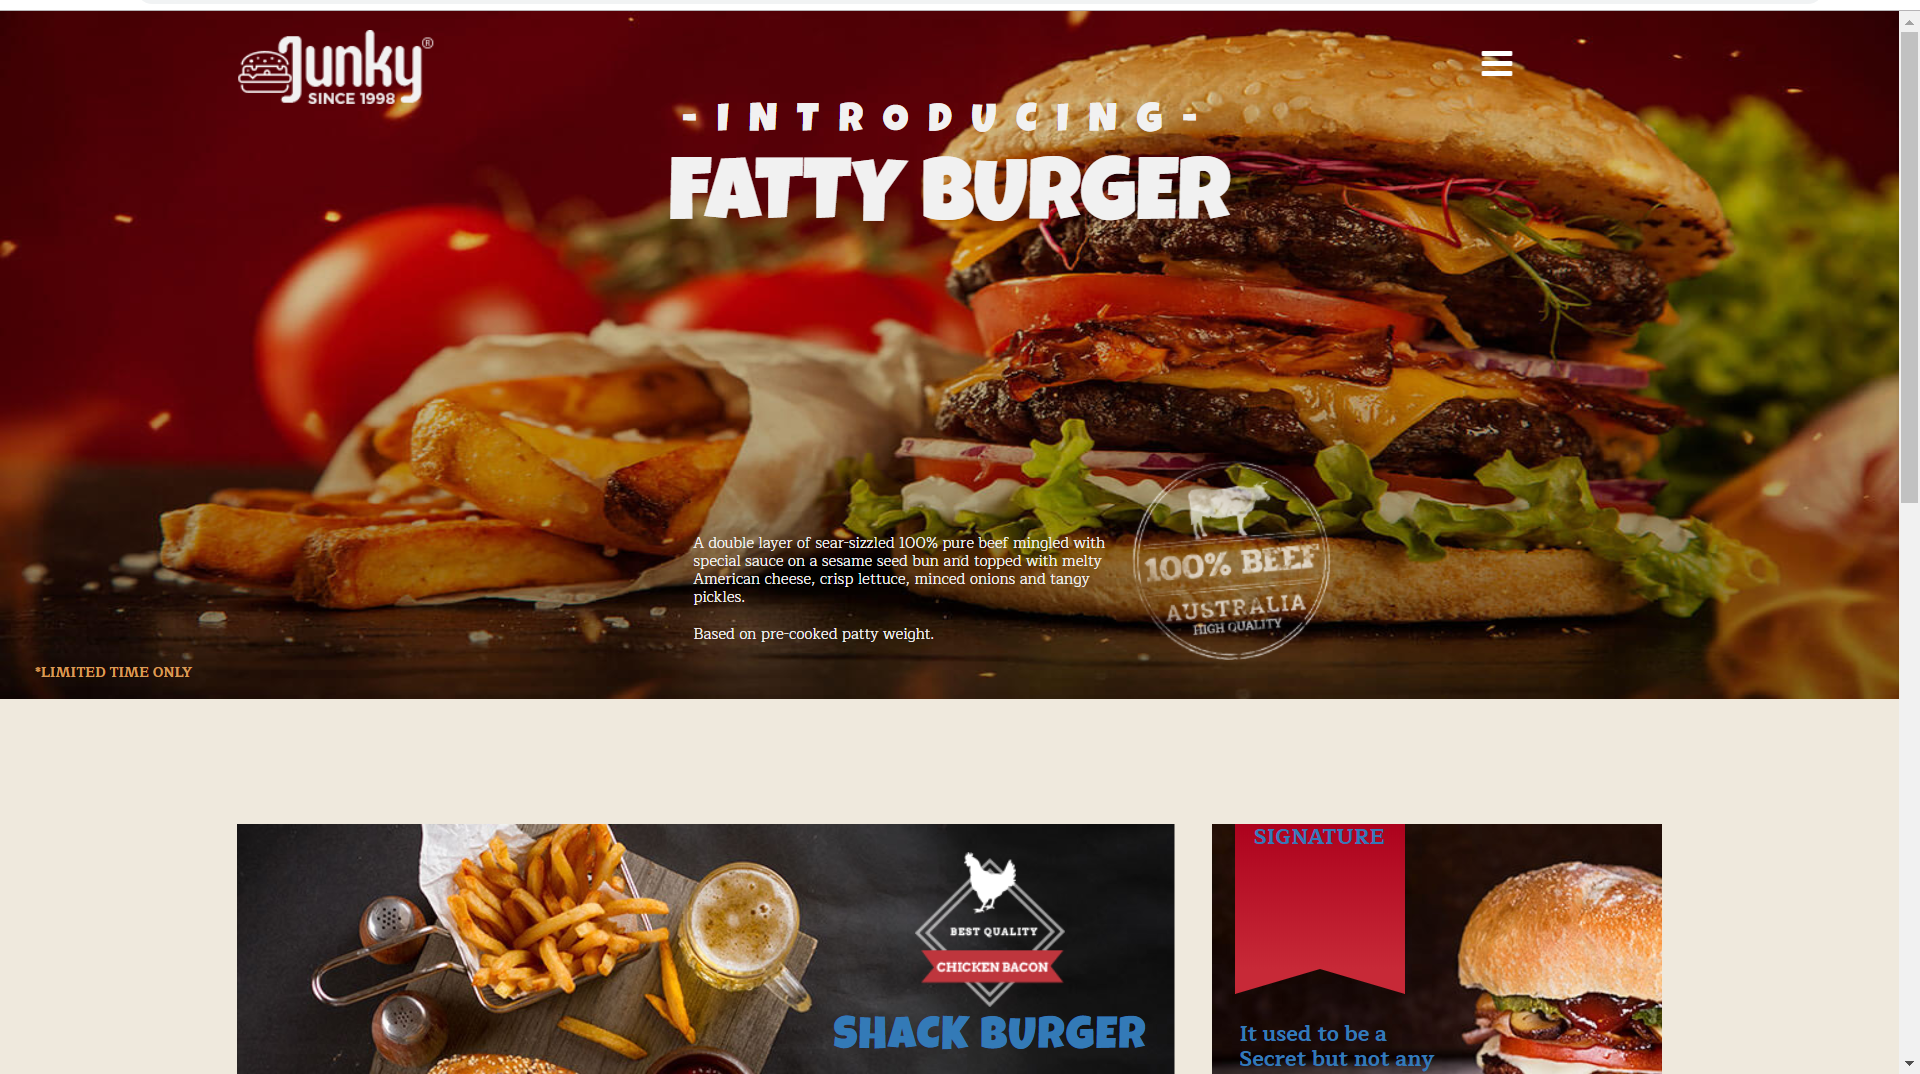 Junky®
SINCE 1998
- INTRODUCING -
FATTY BURGER
A double layer of sear-sizzled 100% pure beef mingled with
special sauce on a sesame seed bun and topped with melty
American cheese, crisp lettuce, minced onions and tangy
pickles.
Based on pre-cooked patty weight.
100% BEEF
AUSTRALIA
HIGH QUALITY
*LIMITED TIME ONLY
BEST QUALITY
CHICKEN BACON
SHACK BURGER
SIGNATURE
It used to be a
Secret but not any